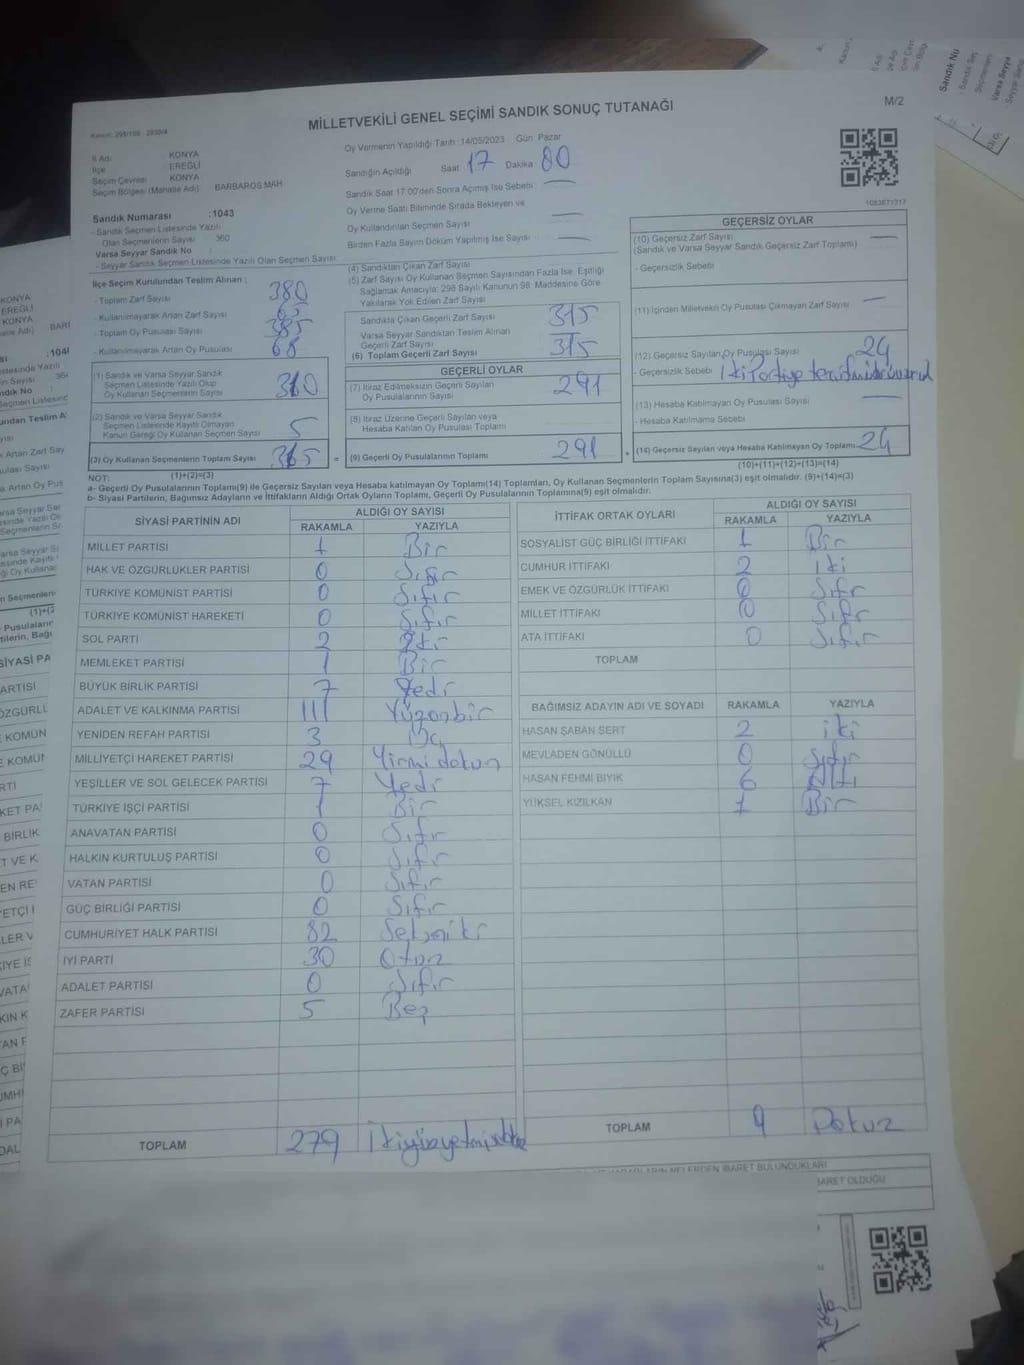 MİLLETVEKİLİ GENEL SEÇİMİ SANDIK SONUÇ TUTANAĞI
M/2
İl Adı : KONYA
İlçe : EREĞLİ
Seçim Çevresi : KONYA
Seçim Bölgesi (Mahalle Adı) : BARBAROS MAH
Oy Vermenin Yapıldığı Tarih :14/05/2023 Gün Pazar
Sandığın Açıldığı Saat 17 Dakika
Sandık Saat 17:00'den Sonra Açılmış İse Sebebi :
Oy Verme Saati Bitiminde Sırada Bekleyen ve
Oy Kullandırılan Seçmen Sayısı :
Birden Fazla Sayım Döküm Yapılmış İse Sayısı :
Sandık Numarası :1043
- Sandık Seçmen Listesinde Yazılı
Olan Seçmenlerin Sayısı : 360
Varsa Seyyar Sandık No :
- Seyyar Sandık Seçmen Listesinde Yazılı Olan Seçmen Sayısı:
İlçe Seçim Kurulundan Teslim Alınan :
- Toplam Zarf Sayısı : 380
- Kullanılmayarak Artan Zarf Sayısı :
- Toplam Oy Pusulası Sayısı : 385
- Kullanılmayarak Artan Oy Pusulası : 68
(1) Sandık ve Varsa Seyyar Sandık
Seçmen Listesinde Yazılı Olup
Oy Kullanan Seçmenlerin Sayısı
(2) Sandık ve Varsa Seyyar Sandık
Seçmen Listesinde Kayıtlı Olmayan
Kanun Gereği Oy Kullanan Seçmen Sayısı 5
(3) Oy Kullanan Seçmenlerin Toplam Sayısı
(1)+(2)=(3)
(4) Sandıktan Çıkan Zarf Sayısı
(5) Zarf Sayısı Oy Kullanan Seçmen Sayısından Fazla İse, Eşitliği
Sağlamak Amacıyla; 298 Sayılı Kanunun 98. Maddesine Göre
Yakılarak Yok Edilen Zarf Sayısı
Sandıkta Çıkan Geçerli Zarf Sayısı : 315
Varsa Seyyar Sandıktan Teslim Alınan
Geçerli Zarf Sayısı :
(6) Toplam Geçerli Zarf Sayısı : 315
GEÇERLİ OYLAR
(7) İtiraz Edilmeksizin Geçerli Sayılan
Oy Pusulalarının Sayısı : 291
(8) İtiraz Üzerine Geçerli Sayılan veya
Hesaba Katılan Oy Pusulaları Toplamı :
(9) Geçerli Oy Pusulalarının Toplamı : 291
1083871317
GEÇERSİZ OYLAR
(10) Geçersiz Zarf Sayısı
(Sandık ve Varsa Seyyar Sandık Geçersiz Zarf Toplamı)
- Geçersizlik Sebebi :
(11) İçinden Milletvekili Oy Pusulası Çıkmayan Zarf Sayısı :
(12) Geçersiz Sayılan Oy Pusulası Sayısı : 24
- Geçersizlik Sebebi :
(13) Hesaba Katılmayan Oy Pusulası Sayısı :
- Hesaba Katılmama Sebebi :
(14) Geçersiz Sayılan veya Hesaba Katılmayan Oy Toplamı : 24
(10)+(11)+(12)+(13)=(14)
NOT:
a- Geçerli Oy Pusulalarının Toplamı(9) ile Geçersiz Sayılan veya Hesaba katılmayan Oy Toplamı(14) Toplamları, Oy Kullanan Seçmenlerin Toplam Sayısına(3) eşit olmalıdır. (9)+(14)=(3)
b- Siyasi Partilerin, Bağımsız Adayların ve İttifakların Aldığı Ortak Oyların Toplamı, Geçerli Oy Pusulalarının Toplamına(9) eşit olmalıdır.
SİYASİ PARTİNİN ADI ALDIĞI OY SAYISI
RAKAMLA YAZIYLA
MİLLET PARTİSİ 1 Bir
HAK VE ÖZGÜRLÜKLER PARTİSİ 0 Sıfır
TÜRKİYE KOMÜNİST PARTİSİ 0 Sıfır
TÜRKİYE KOMÜNİST HAREKETİ 0 Sıfır
SOL PARTİ 2 İki
MEMLEKET PARTİSİ 1 Bir
BÜYÜK BİRLİK PARTİSİ 7 Yedi
ADALET VE KALKINMA PARTİSİ 111 Yüzonbir
YENİDEN REFAH PARTİSİ 3 Üç
MİLLİYETÇİ HAREKET PARTİSİ 29 Yirmidokuz
YEŞİLLER VE SOL GELECEK PARTİSİ 7 Yedi
TÜRKİYE İŞÇİ PARTİSİ 1 Bir
ANAVATAN PARTİSİ 0 Sıfır
HALKIN KURTULUŞ PARTİSİ 0 Sıfır
VATAN PARTİSİ 0 Sıfır
GÜÇ BİRLİĞİ PARTİSİ 0 Sıfır
CUMHURİYET HALK PARTİSİ 82 Seksniki
İYİ PARTİ 30 Otuz
ADALET PARTİSİ 0 Sıfır
ZAFER PARTİSİ 5 Beş
TOPLAM 279
İTTİFAK ORTAK OYLARI ALDIĞI OY SAYISI
RAKAMLA YAZIYLA
SOSYALİST GÜÇ BİRLİĞİ İTTİFAKI 1 Bir
CUMHUR İTTİFAKI 2 İki
EMEK VE ÖZGÜRLÜK İTTİFAKI 0 Sıfır
MİLLET İTTİFAKI 0 Sıfır
ATA İTTİFAKI 0 Sıfır
TOPLAM
BAĞIMSIZ ADAYIN ADI VE SOYADI RAKAMLA YAZIYLA
HASAN ŞABAN SERT 2 iki
MEVLADEN GÖNÜLLÜ 0 Sıfır
HASAN FEHMİ BIYIK 6 Altı
YÜKSEL KIZILKAN 1 Bir
TOPLAM 9 Dokuz